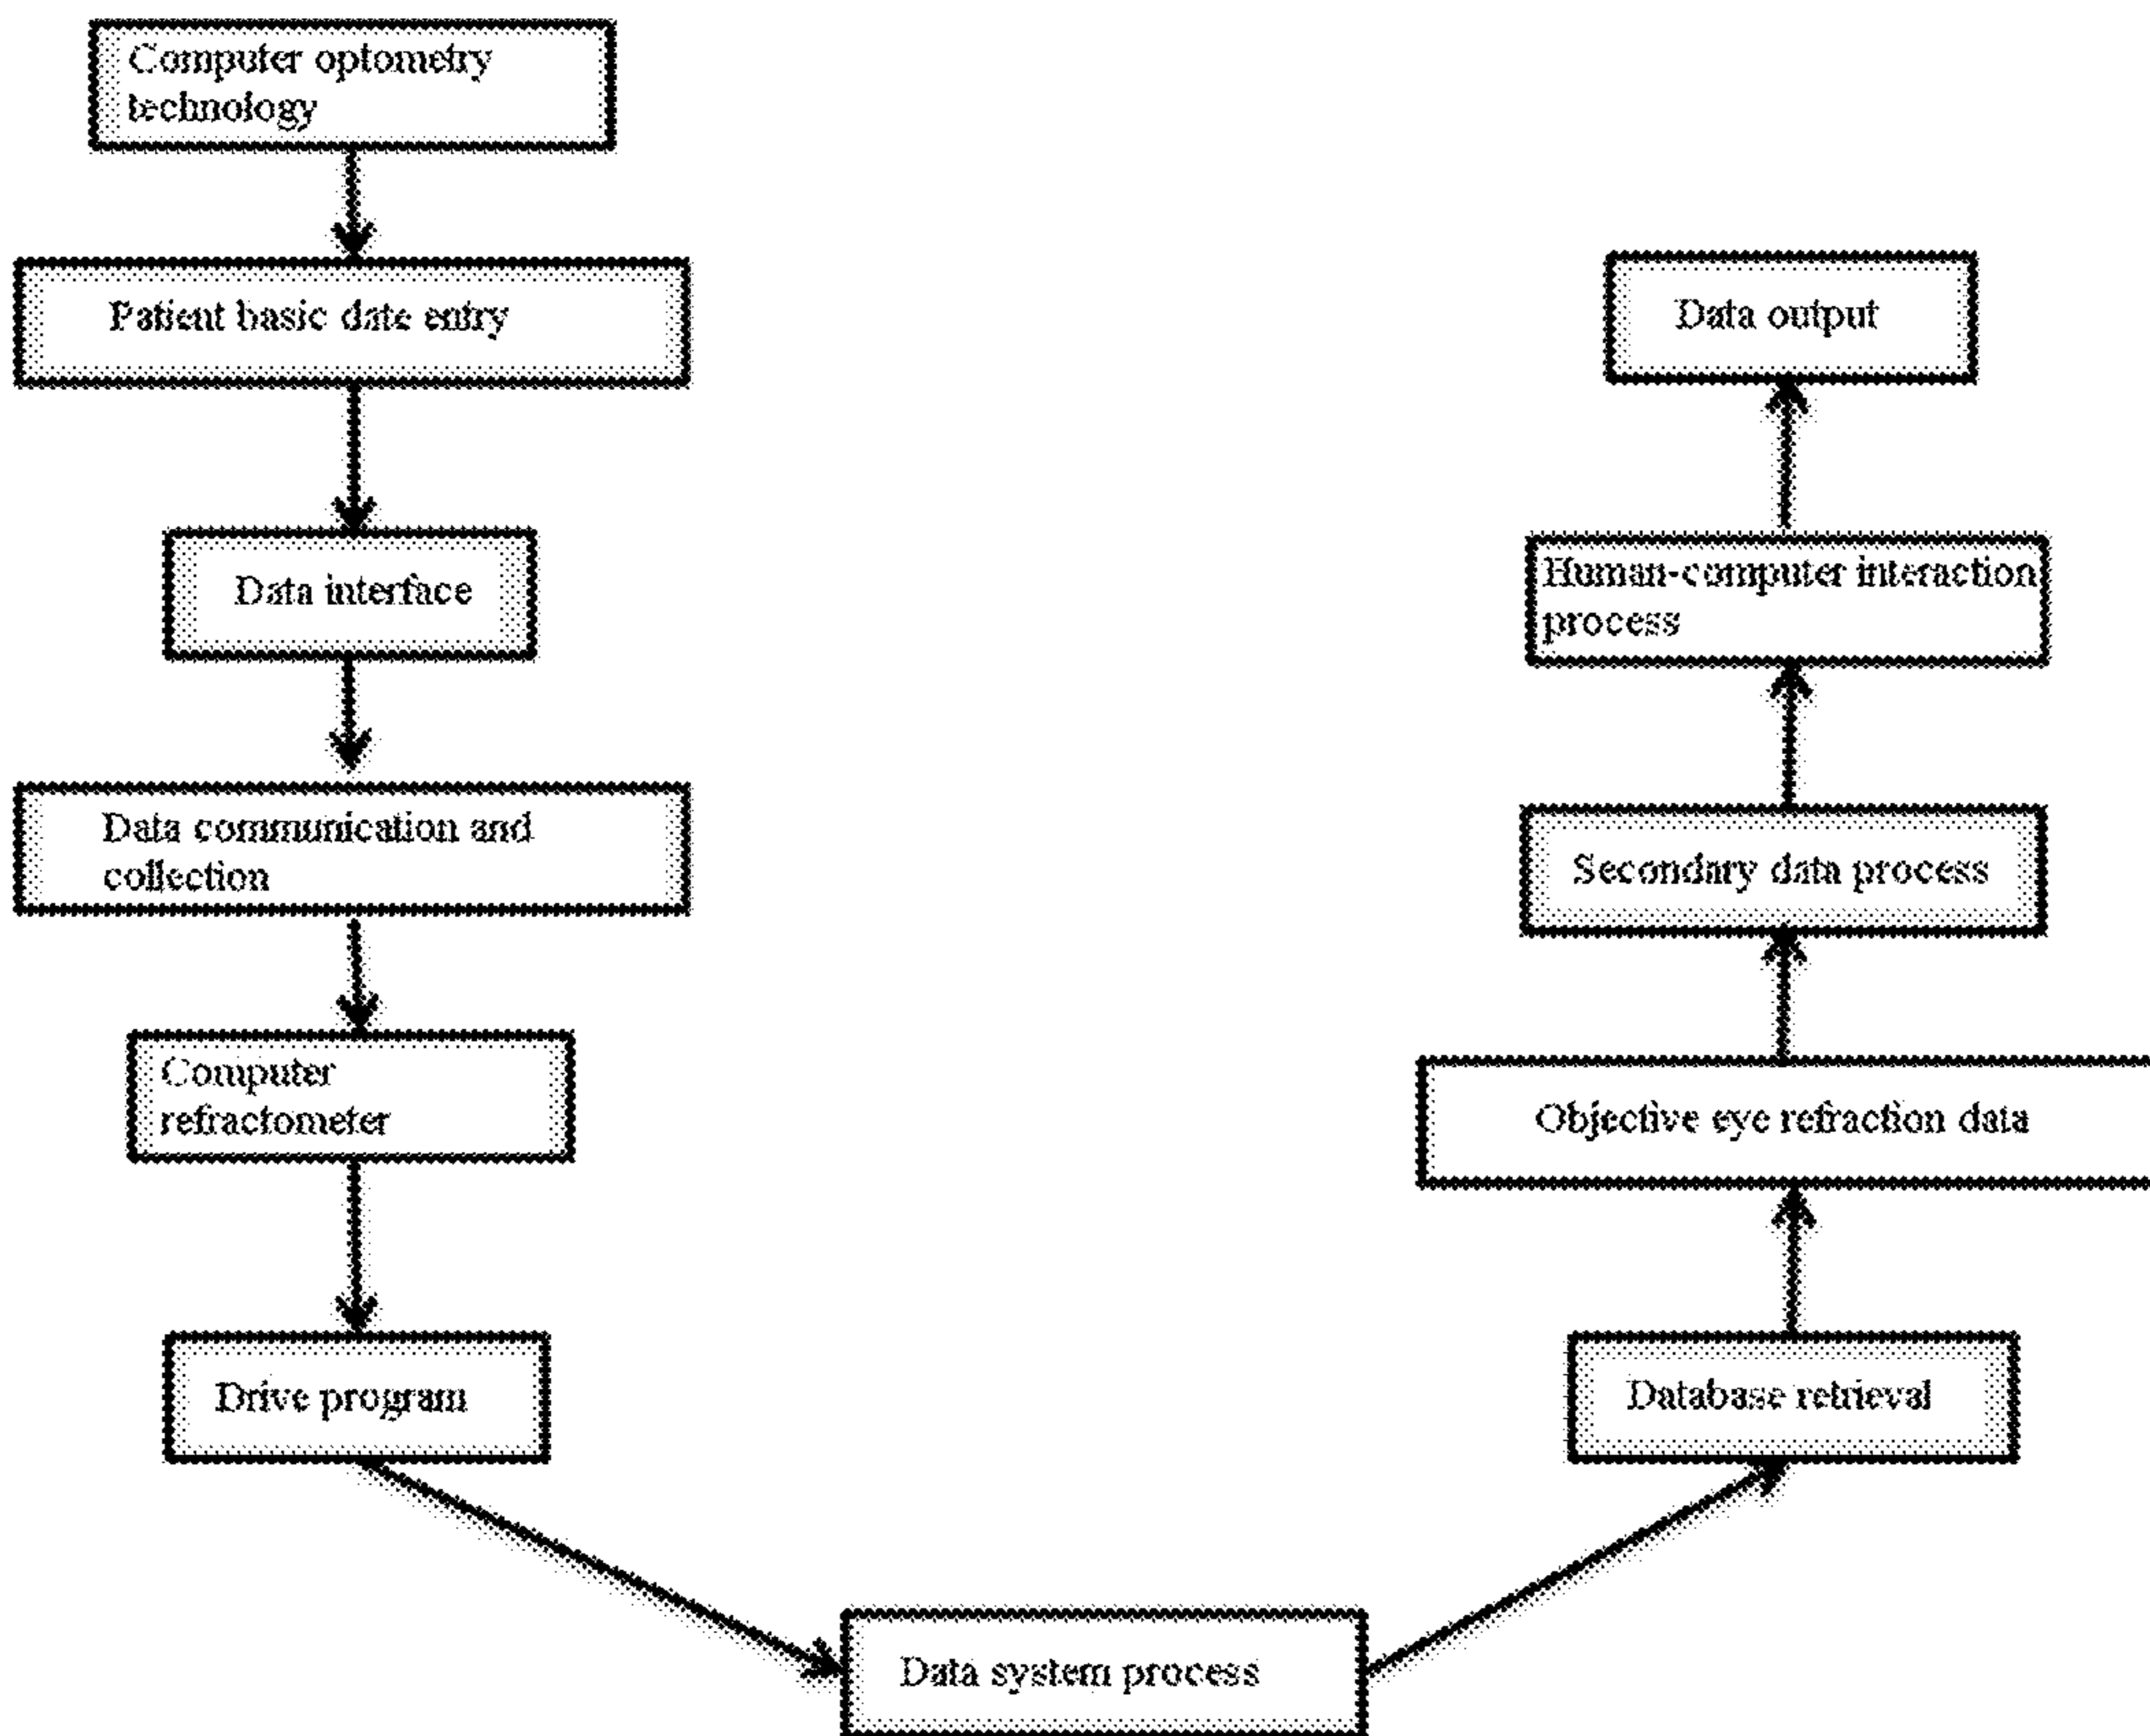 Computer optometry
technology
Patient basic date entry
Data interface
Data communication and
collection
Computer
refractometer
Drive program
Data system process
Database retrieval
Objective eye refraction data
Secondary data process
Human-computer interaction
process
Data output